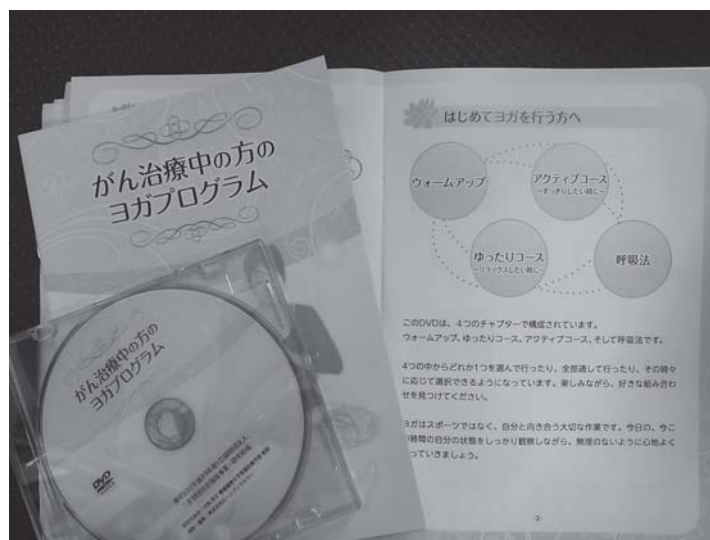 がん治療中の方の
ヨガプログラム
がん治療中の方の
ヨガプログラム
DVD
はじめてヨガを行う方へ
ウォームアップ
アクティブコース
~すっきりしたい時に~
ゆったりコース
~リラックスしたい時に~
呼吸法
このDVDは、4つのチャプターで構成されています。
ウォームアップ、ゆったりコース、アクティブコース、そして呼吸法です。
4つの中からどれか1つを選んで行ったり、全部通して行ったり、その時々
に応じて選択できるようになっています。楽しみながら、好きな組み合わ
せを見つけてください。
ヨガはスポーツではなく、自分と向き合う大切な作業です。今日の、今こ
時間の自分の状態をしっかり観察しながら、無理のないように心地よく
っていきましょう。
-2-